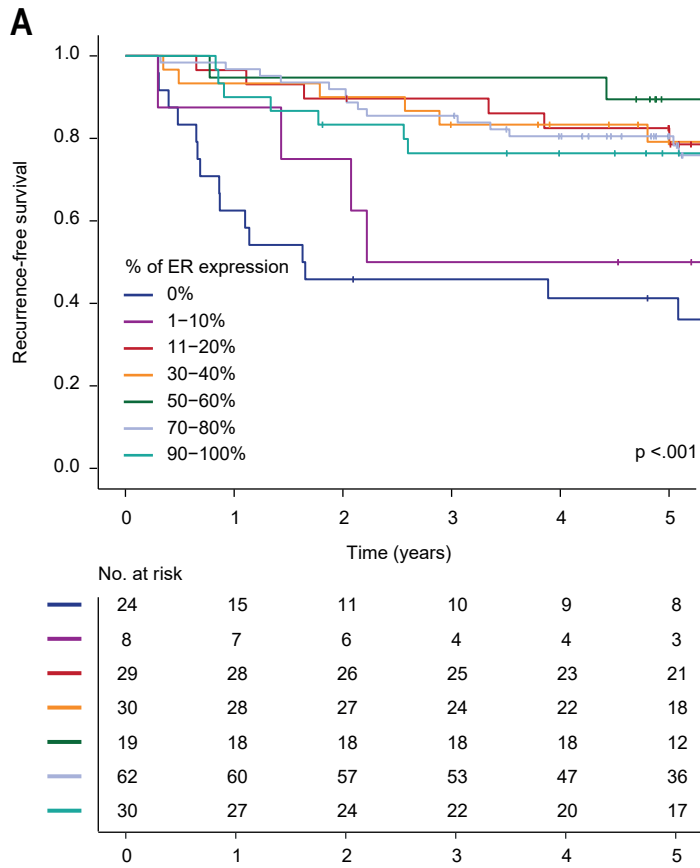 A
Recurrence-free survival
1.0
0.8
0.6
0.4
0.2
0.0
% of ER expression
0%
1–10%
11–20%
30–40%
50–60%
70–80%
90–100%
p <.001
0 1 2 3 4 5
Time (years)
No. at risk
24 15 11 10 9 8
8 7 6 4 4 3
29 28 26 25 23 21
30 28 27 24 22 18
19 18 18 18 18 12
62 60 57 53 47 36
30 27 24 22 20 17
0 1 2 3 4 5